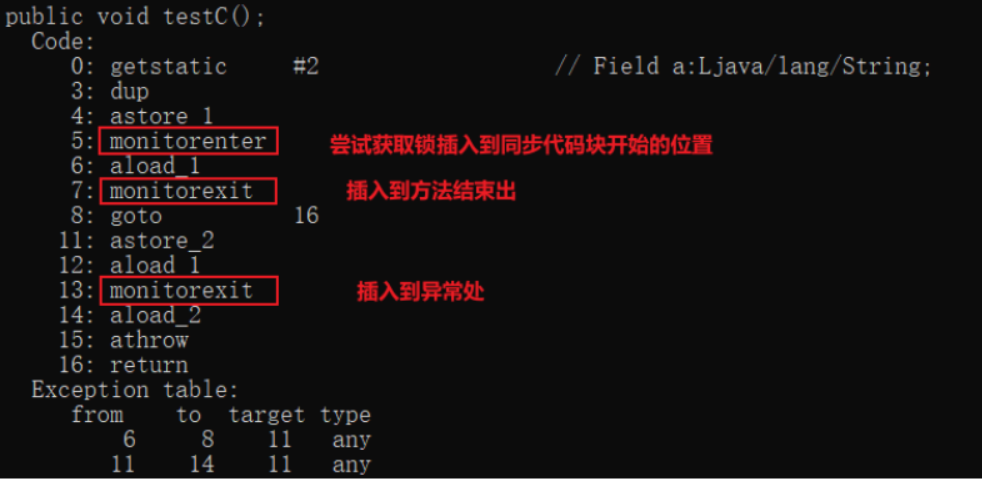 public void testC();
Code:
0: getstatic #2 // Field a:Ljava/lang/String;
3: dup
4: astore_1
5: monitorenter 尝试获取锁插入到同步代码块开始的位置
6: aload_1
7: monitorexit 插入到方法结束出
8: goto 16
11: astore_2
12: aload_1
13: monitorexit 插入到异常处
14: aload_2
15: athrow
16: return
Exception table:
from to target type
6 8 11 any
11 14 11 any